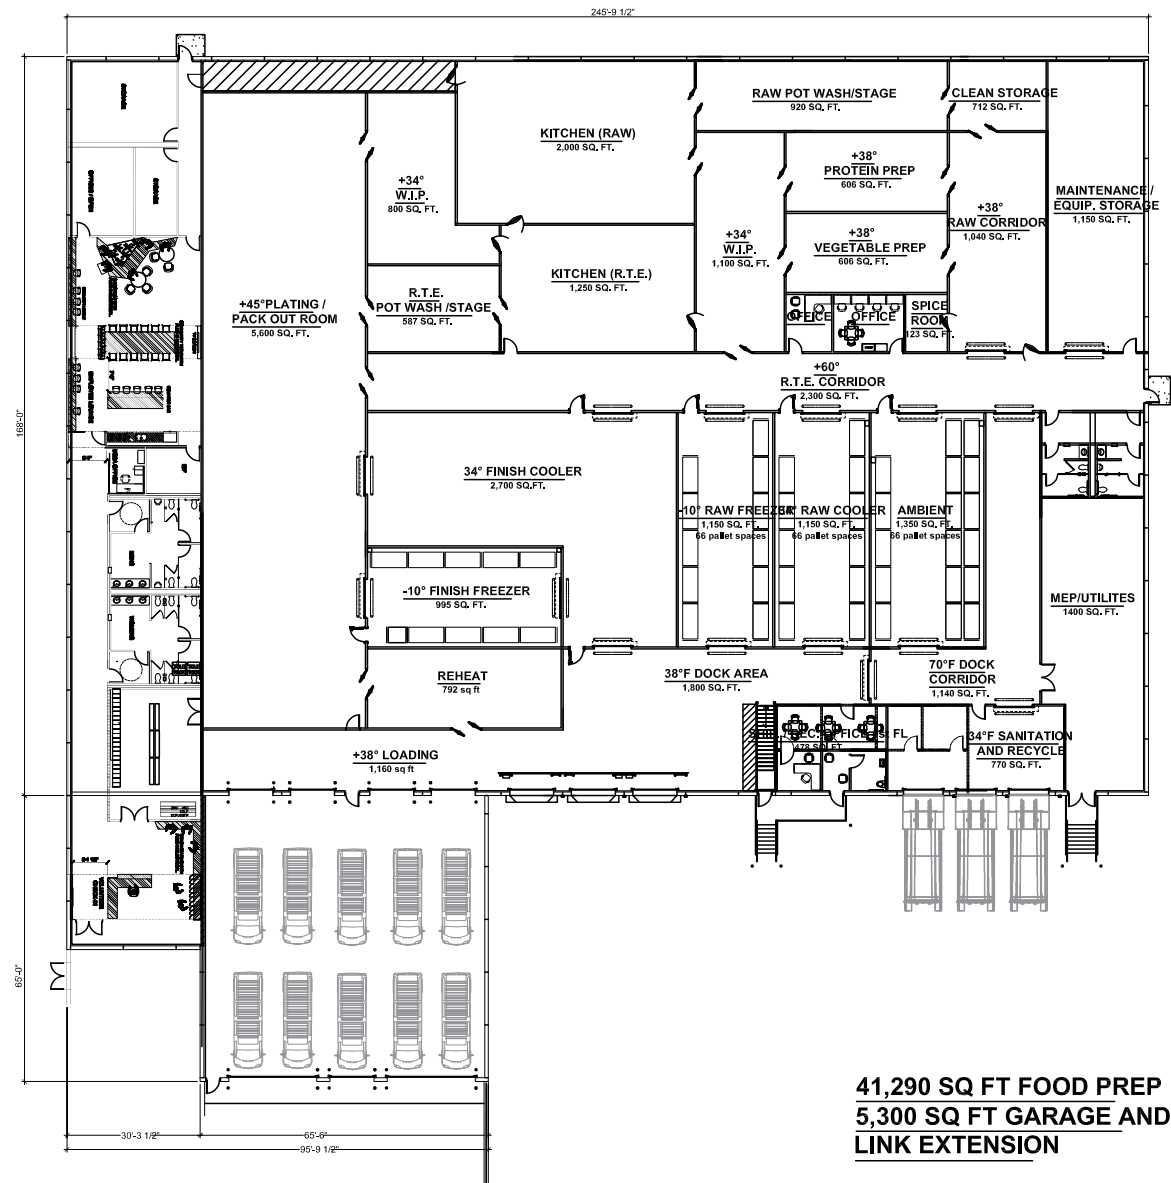 245'-9 1/2"
RAW POT WASH/STAGE
920 SQ. FT.
CLEAN STORAGE
712 SQ. FT.
KITCHEN (RAW)
2,000 SQ. FT.
+38°
PROTEIN PREP
606 SQ. FT.
+34°
W.I.P.
800 SQ. FT.
MAINTENANCE /
EQUIP. STORAGE
1,150 SQ. FT.
+38°
RAW CORRIDOR
1,040 SQ. FT.
+38°
VEGETABLE PREP
606 SQ. FT.
+34°
W.I.P.
1,100 SQ. FT.
KITCHEN (R.T.E.)
1,250 SQ. FT.
R.T.E.
POT WASH /STAGE
587 SQ. FT.
+45°PLATING /
PACK OUT ROOM
5,600 SQ. FT.
OFFICE
OFFICE
SPICE
ROOM
123 SQ. FT.
+60°
R.T.E. CORRIDOR
2,300 SQ. FT.
168'-0"
34° FINISH COOLER
2,700 SQ.FT.
-10° RAW FREEZER
1,150 SQ. FT.
66 pallet spaces
34° RAW COOLER
1,150 SQ. FT.
66 pallet spaces
AMBIENT
1,350 SQ. FT.
66 pallet spaces
-10° FINISH FREEZER
995 SQ. FT.
MEP/UTILITES
1400 SQ. FT.
REHEAT
792 sq ft
38°F DOCK AREA
1,800 SQ. FT.
70°F DOCK
CORRIDOR
1,140 SQ. FT.
478 SQ. FT.
34°F SANITATION
AND RECYCLE
770 SQ. FT.
+38° LOADING
1,160 sq ft
65'-0"
30'-3 1/2"
65'-6"
95'-9 1/2"
41,290 SQ FT FOOD PREP
5,300 SQ FT GARAGE AND
LINK EXTENSION